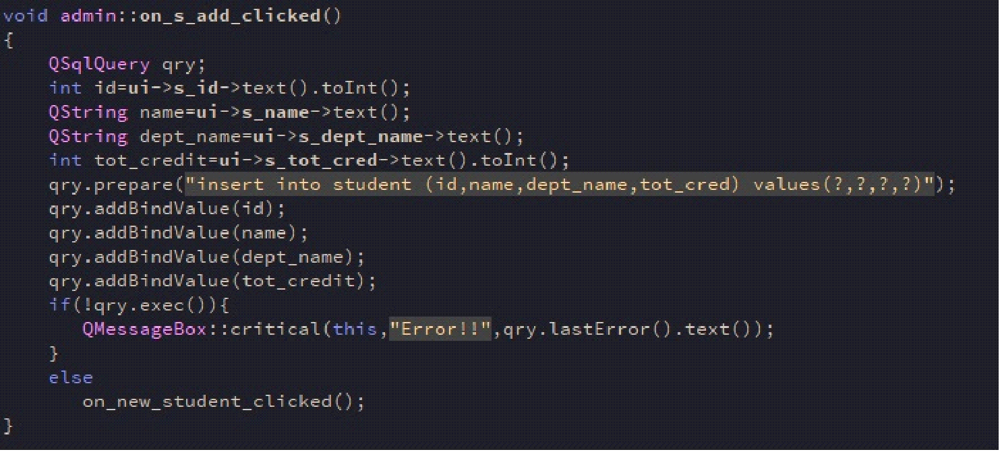 void admin::on_s_add_clicked()
{
    QSqlQuery qry;
    int id=ui->s_id->text().toInt();
    QString name=ui->s_name->text();
    QString dept_name=ui->s_dept_name->text();
    int tot_credit=ui->s_tot_cred->text().toInt();
    qry.prepare("insert into student (id,name,dept_name,tot_cred) values(?,?,?,?)");
    qry.addBindValue(id);
    qry.addBindValue(name);
    qry.addBindValue(dept_name);
    qry.addBindValue(tot_credit);
    if(!qry.exec()){
       QMessageBox::critical(this,"Error!!",qry.lastError().text());
    }
    else
       on_new_student_clicked();
}